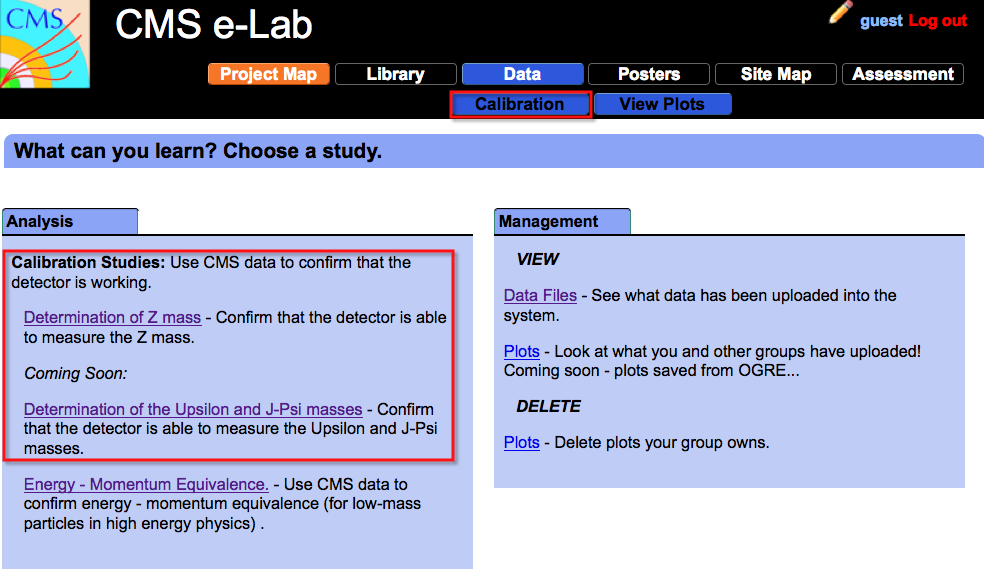 CMS
CMS e-Lab
guest Log out
Project Map Library Data Posters Site Map Assessment
Calibration View Plots
What can you learn? Choose a study.
Analysis
Calibration Studies: Use CMS data to confirm that the
detector is working.
Determination of Z mass - Confirm that the detector is able
to measure the Z mass.
Coming Soon:
Determination of the Upsilon and J-Psi masses - Confirm
that the detector is able to measure the Upsilon and J-Psi
masses.
Energy - Momentum Equivalence. - Use CMS data to
confirm energy - momentum equivalence (for low-mass
particles in high energy physics) .
Management
VIEW
Data Files - See what data has been uploaded into the
system.
Plots - Look at what you and other groups have uploaded!
Coming soon - plots saved from OGRE...
DELETE
Plots - Delete plots your group owns.